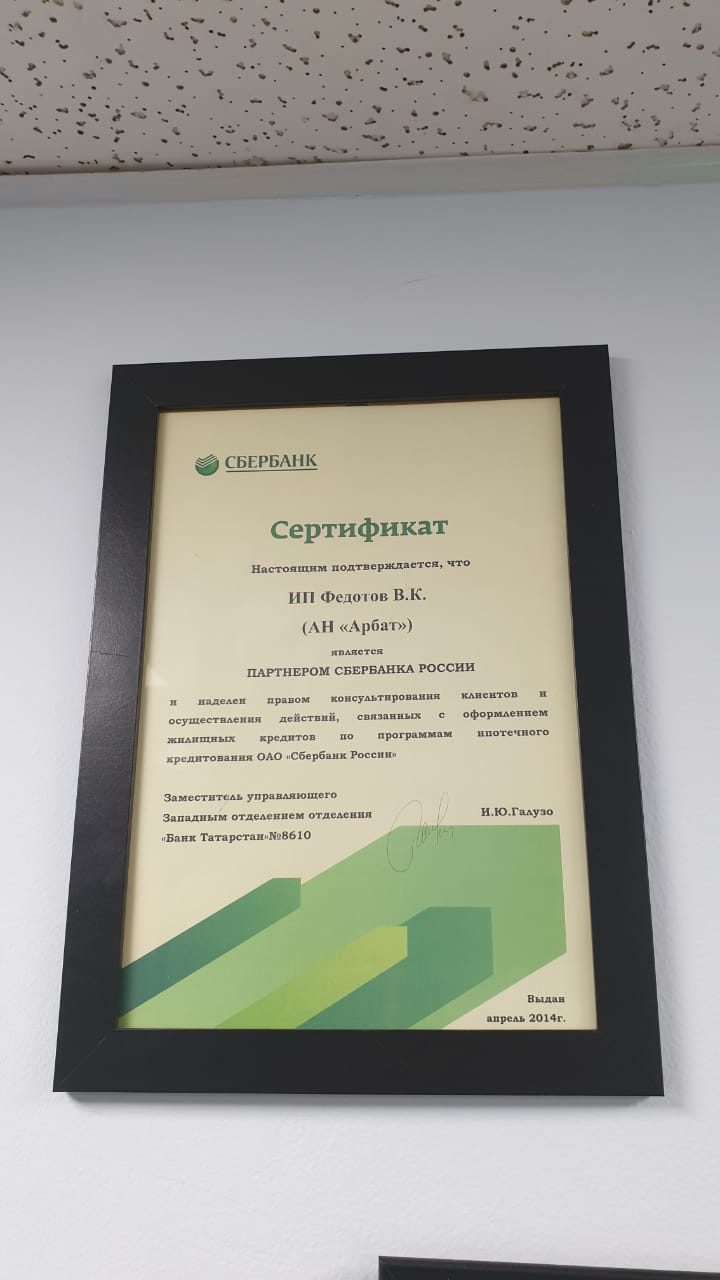 СБЕРБАНК
Сертификат
Настоящим подтверждается, что
ИП Федотов В.К.
(АН «Арбат»)
является
ПАРТНЕРОМ СБЕРБАНКА РОССИИ
и наделен правом консультирования клиентов и
осуществления действий, связанных с оформлением
жилищных кредитов по программам ипотечного
кредитования ОАО «Сбербанк России»
Заместитель управляющего
Западным отделением отделения
«Банк Татарстан»№8610
И.Ю.Галузо
Выдан
апрель 2014г.